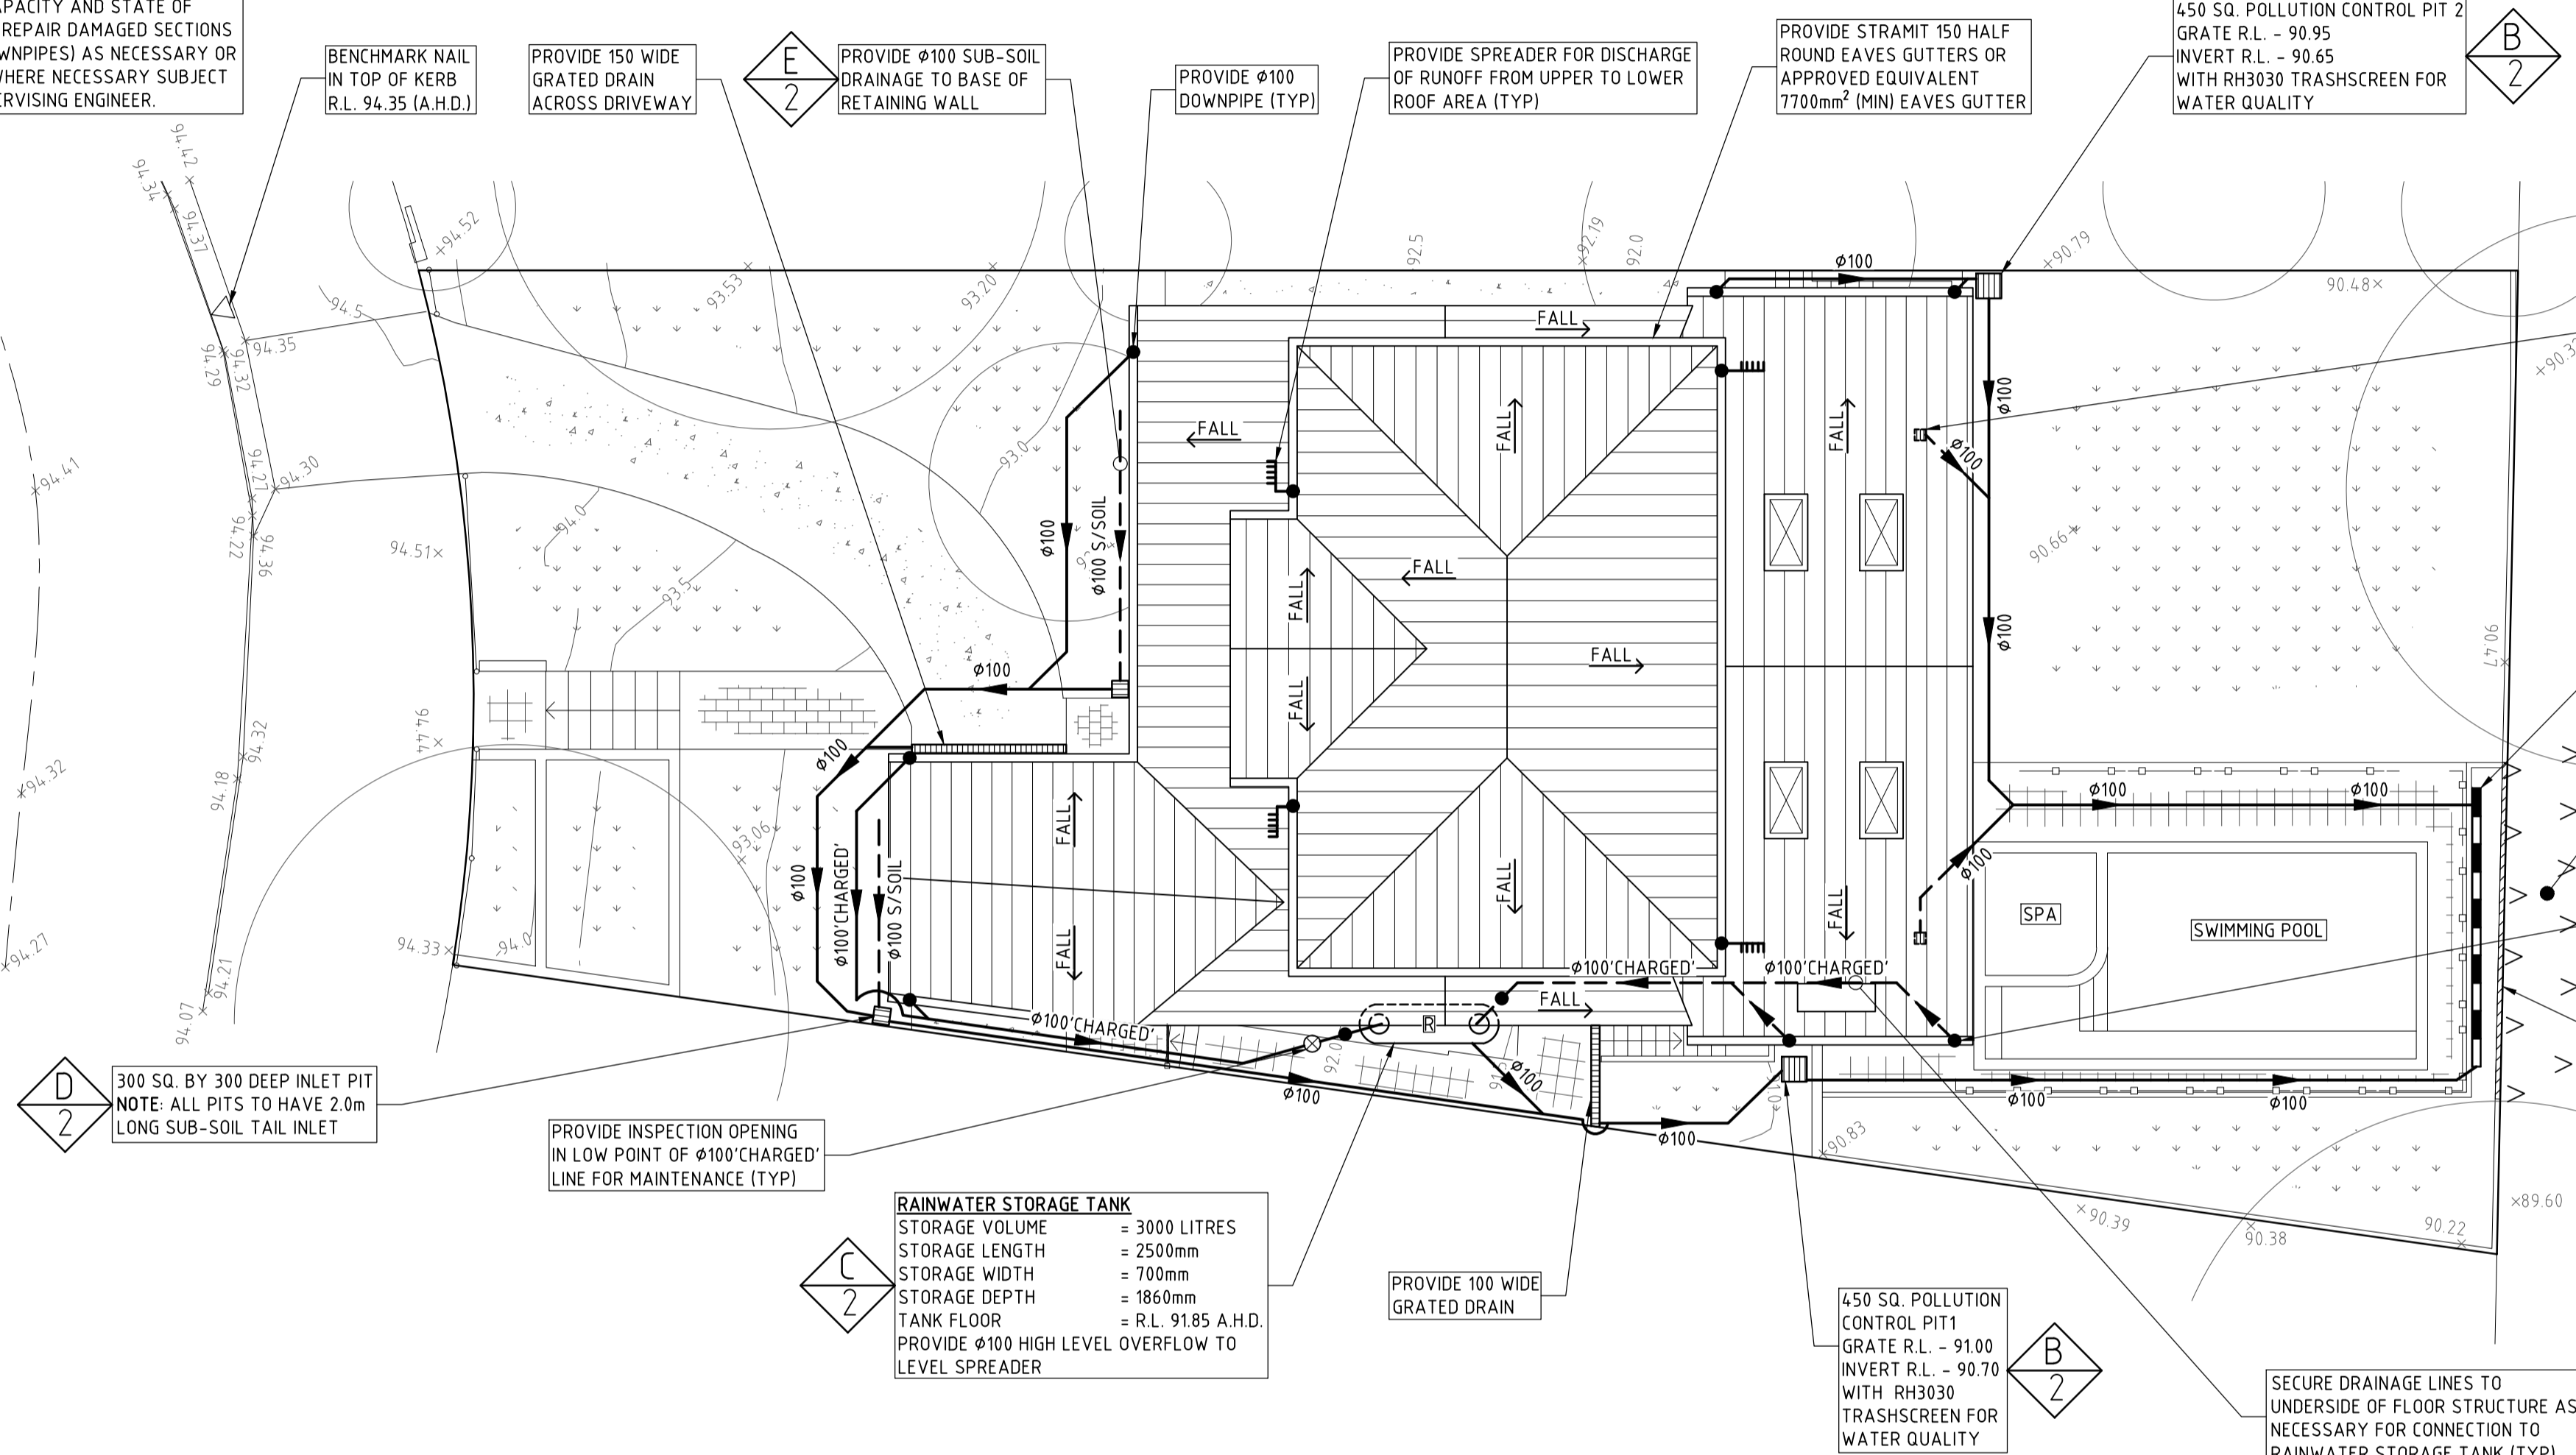 APACITY AND STATE OF
REPAIR DAMAGED SECTIONS
WNPIPES) AS NECESSARY OR
WHERE NECESSARY SUBJECT
ERVISING ENGINEER.
BENCHMARK NAIL
IN TOP OF KERB
R.L. 94.35 (A.H.D.)
PROVIDE 150 WIDE
GRATED DRAIN
ACROSS DRIVEWAY
E
2
PROVIDE Ø100 SUB-SOIL
DRAINAGE TO BASE OF
RETAINING WALL
PROVIDE Ø100
DOWNPIPE (TYP)
PROVIDE SPREADER FOR DISCHARGE
OF RUNOFF FROM UPPER TO LOWER
ROOF AREA (TYP)
PROVIDE STRAMIT 150 HALF
ROUND EAVES GUTTERS OR
APPROVED EQUIVALENT
7700mm² (MIN) EAVES GUTTER
450 SQ. POLLUTION CONTROL PIT 2
GRATE R.L. - 90.95
INVERT R.L. - 90.65
WITH RH3030 TRASHSCREEN FOR
WATER QUALITY
B
2
94.42
94.34
94.37
94.52
94.5
94.35
94.29
94.32
93.53
93.20
92.5
92.19
92.0
90.79
90.48
Ø100
FALL
94.41
94.27
94.30
94.22
94.36
94.51
94.0
93.5
93.0
Ø100
Ø100 S/SOIL
FALL
FALL
FALL
FALL
FALL
FALL
FALL
Ø100
Ø100
Ø100
90.66
90.47
94.32
94.32
94.18
94.44
Ø100
Ø100
93.06
FALL
FALL
Ø100
Ø100'CHARGED'
Ø100 S/SOIL
FALL
FALL
Ø100
Ø100
Ø100
SPA
SWIMMING POOL
94.27
94.21
94.07
94.33
94.0
Ø100'CHARGED'
Ø100'CHARGED'
Ø100'CHARGED'
FALL
R
92.0
Ø100
Ø100
Ø100
Ø100
Ø100
90.83
90.39
90.38
90.22
89.60
D
2
300 SQ. BY 300 DEEP INLET PIT
NOTE: ALL PITS TO HAVE 2.0m
LONG SUB-SOIL TAIL INLET
PROVIDE INSPECTION OPENING
IN LOW POINT OF Ø100'CHARGED'
LINE FOR MAINTENANCE (TYP)
C
2
RAINWATER STORAGE TANK
STORAGE VOLUME = 3000 LITRES
STORAGE LENGTH = 2500mm
STORAGE WIDTH = 700mm
STORAGE DEPTH = 1860mm
TANK FLOOR = R.L. 91.85 A.H.D.
PROVIDE Ø100 HIGH LEVEL OVERFLOW TO
LEVEL SPREADER
PROVIDE 100 WIDE
GRATED DRAIN
450 SQ. POLLUTION
CONTROL PIT1
GRATE R.L. - 91.00
INVERT R.L. - 90.70
WITH RH3030
TRASHSCREEN FOR
WATER QUALITY
B
2
SECURE DRAINAGE LINES TO
UNDERSIDE OF FLOOR STRUCTURE AS
NECESSARY FOR CONNECTION TO
RAINWATER STORAGE TANK (TYP)